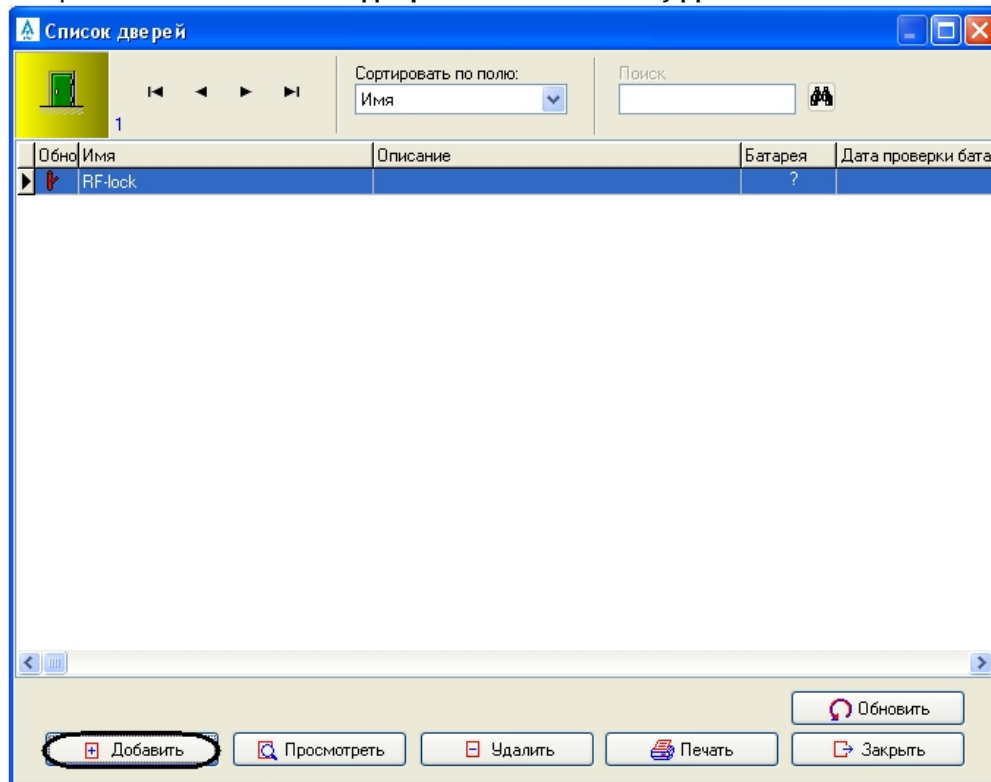 Список дверей
Сортировать по полю:
Поиск
Имя
1
Обно Имя Описание Батарея Дата проверки бата
RF-lock ?
Обновить
Добавить Просмотреть Удалить Печать Закрыть